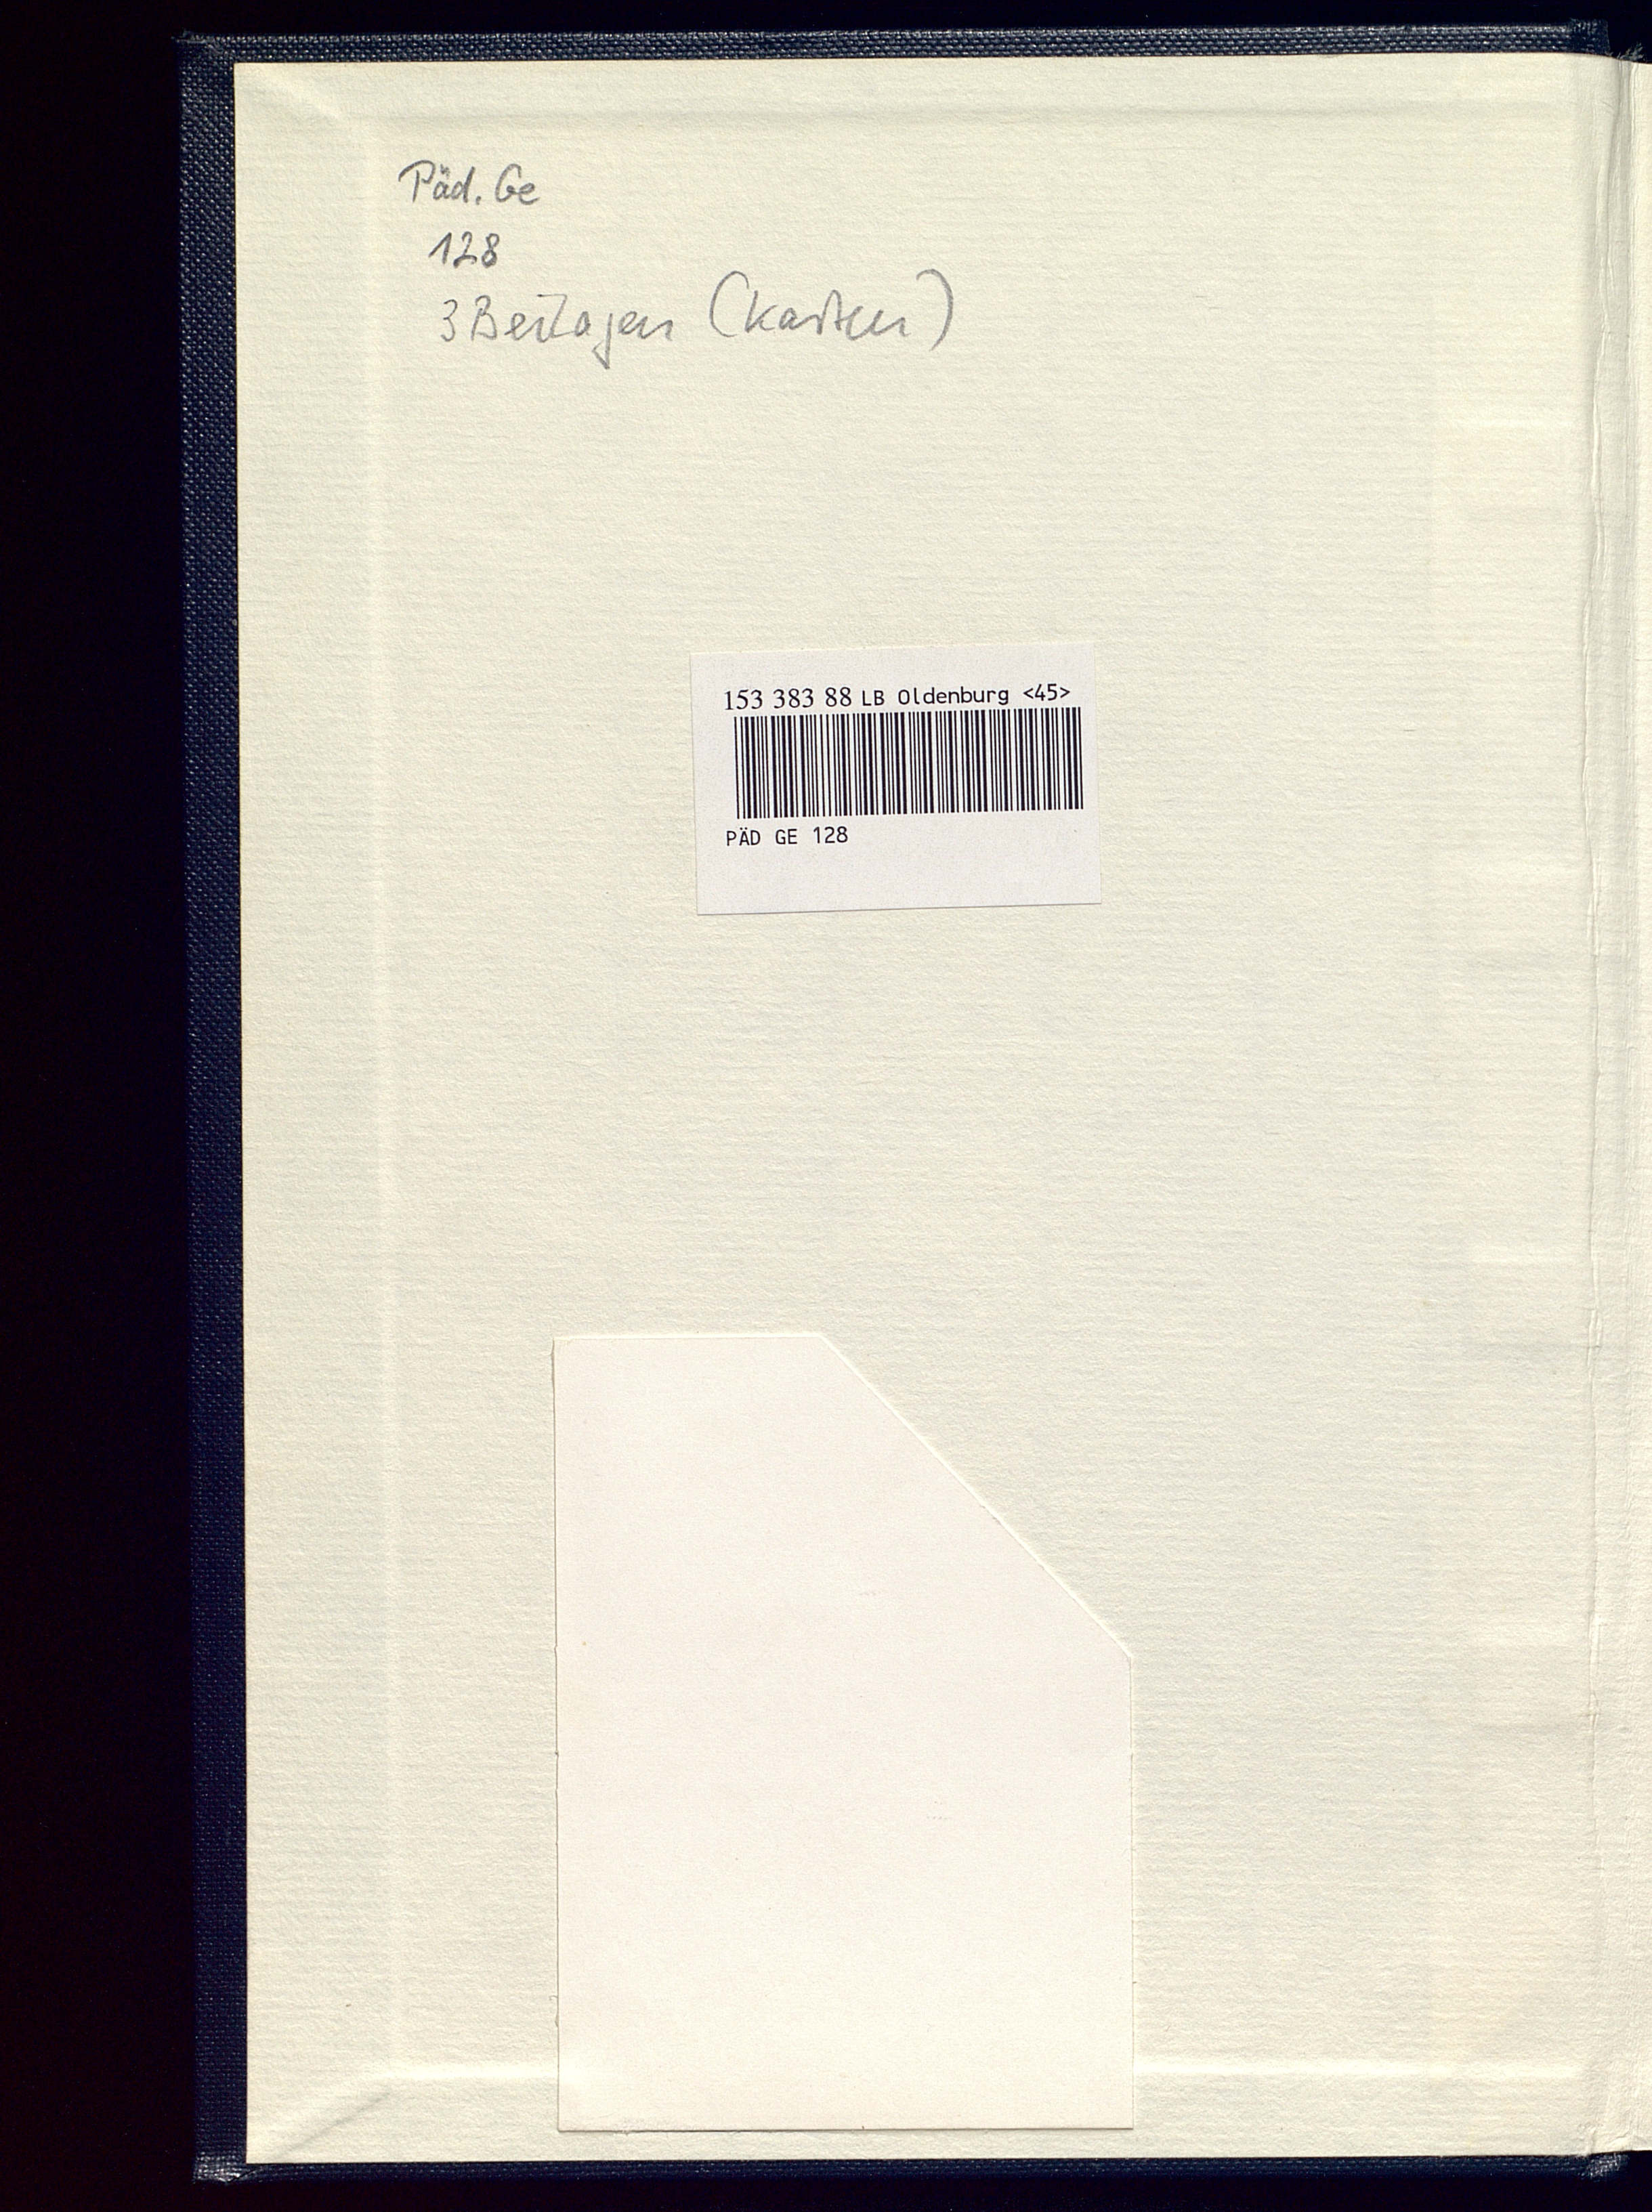 Päd. Ge
128
3 Beilagen (Karten)
153 383 88 LB Oldenburg <45>
PÄD GE 128